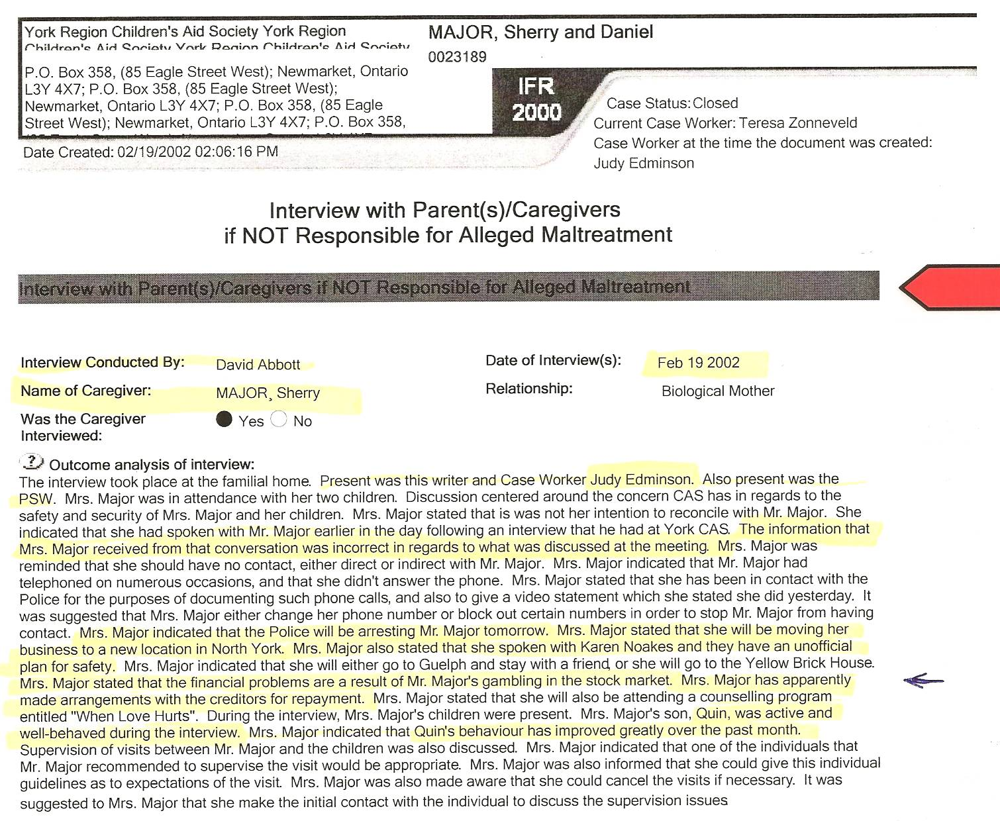 York Region Children's Aid Society York Region
Children's Aid Society York Region Children's Aid Society
P.O. Box 358, (85 Eagle Street West); Newmarket, Ontario
L3Y 4X7; P.O. Box 358, (85 Eagle Street West);
Newmarket, Ontario L3Y 4X7; P.O. Box 358, (85 Eagle
Street West); Newmarket, Ontario L3Y 4X7; P.O. Box 358,
Date Created: 02/19/2002 02:06:16 PM
MAJOR, Sherry and Daniel
0023189
IFR
2000
Case Status: Closed
Current Case Worker: Teresa Zonneveld
Case Worker at the time the document was created:
Judy Edminson
Interview with Parent(s)/Caregivers
if NOT Responsible for Alleged Maltreatment
Interview with Parent(s)/Caregivers if NOT Responsible for Alleged Maltreatment
Interview Conducted By: David Abbott Date of Interview(s): Feb 19 2002
Name of Caregiver: MAJOR, Sherry Relationship: Biological Mother
Was the Caregiver Yes No
Interviewed:
? Outcome analysis of interview:
The interview took place at the familial home. Present was this writer and Case Worker Judy Edminson. Also present was the
PSW. Mrs. Major was in attendance with her two children. Discussion centered around the concern CAS has in regards to the
safety and security of Mrs. Major and her children. Mrs. Major stated that is was not her intention to reconcile with Mr. Major. She
indicated that she had spoken with Mr. Major earlier in the day following an interview that he had at York CAS. The information that
Mrs. Major received from that conversation was incorrect in regards to what was discussed at the meeting. Mrs. Major was
reminded that she should have no contact, either direct or indirect with Mr. Major. Mrs. Major indicated that Mr. Major had
telephoned on numerous occasions, and that she didn't answer the phone. Mrs. Major stated that she has been in contact with the
Police for the purposes of documenting such phone calls, and also to give a video statement which she stated she did yesterday. It
was suggested that Mrs. Major either change her phone number or block out certain numbers in order to stop Mr. Major from having
contact. Mrs. Major indicated that the Police will be arresting Mr. Major tomorrow. Mrs. Major stated that she will be moving her
business to a new location in North York. Mrs. Major also stated that she spoken with Karen Noakes and they have an unofficial
plan for safety. Mrs. Major indicated that she will either go to Guelph and stay with a friend, or she will go to the Yellow Brick House.
Mrs. Major stated that the financial problems are a result of Mr. Major's gambling in the stock market. Mrs. Major has apparently
made arrangements with the creditors for repayment. Mrs. Major stated that she will also be attending a counselling program
entitled "When Love Hurts". During the interview, Mrs. Major's children were present. Mrs. Major's son, Quin, was active and
well-behaved during the interview. Mrs. Major indicated that Quin's behaviour has improved greatly over the past month.
Supervision of visits between Mr. Major and the children was also discussed. Mrs. Major indicated that one of the individuals that
Mr. Major recommended to supervise the visit would be appropriate. Mrs. Major was also informed that she could give this individual
guidelines as to expectations of the visit. Mrs. Major was also made aware that she could cancel the visits if necessary. It was
suggested to Mrs. Major that she make the initial contact with the individual to discuss the supervision issues